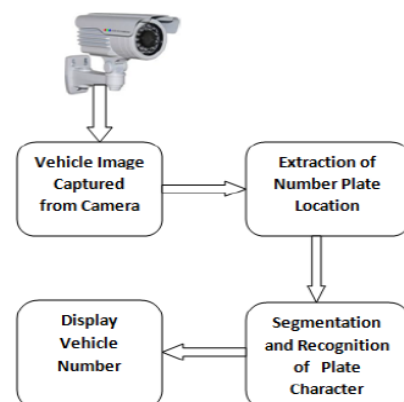 Vehicle Image
Captured
from Camera
Extraction of
Number Plate
Location
Segmentation
and Recognition
of Plate
Character
Display
Vehicle
Number